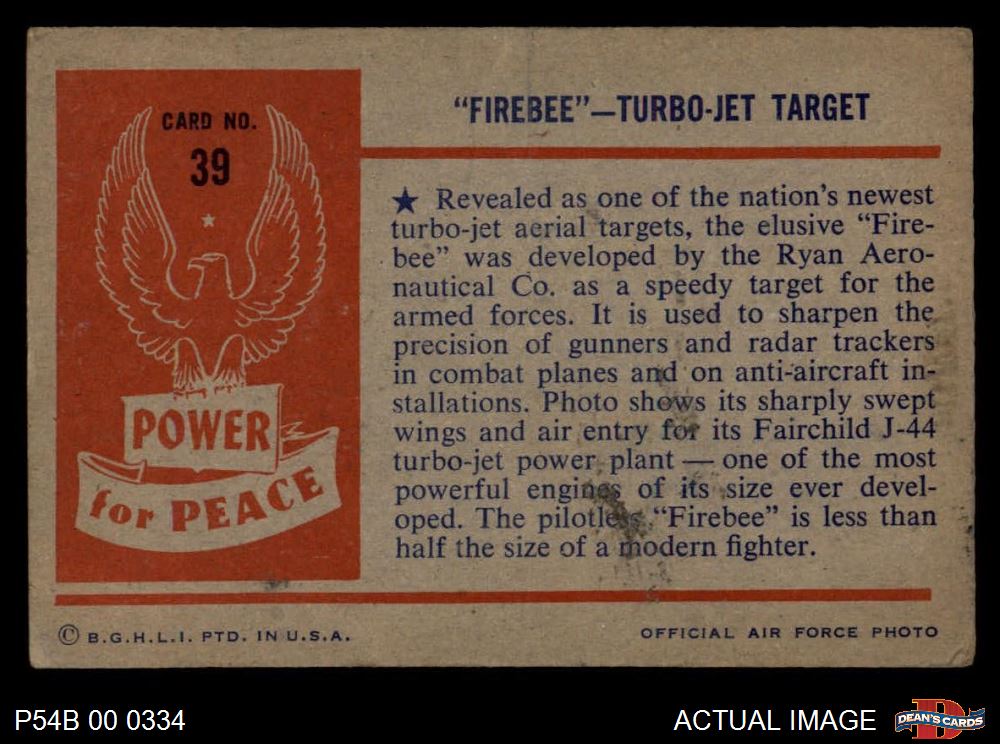 CARD NO.
39
POWER
for PEACE
"FIREBEE"—TURBO-JET TARGET
★ Revealed as one of the nation's newest
turbo-jet aerial targets, the elusive "Fire-
bee" was developed by the Ryan Aero-
nautical Co. as a speedy target for the
armed forces. It is used to sharpen the
precision of gunners and radar trackers
in combat planes and on anti-aircraft in-
stallations. Photo shows its sharply swept
wings and air entry for its Fairchild J-44
turbo-jet power plant — one of the most
powerful engines of its size ever devel-
oped. The pilotless "Firebee" is less than
half the size of a modern fighter.
© B.G.H.L.I. PTD. IN U.S.A.
OFFICIAL AIR FORCE PHOTO
P54B 00 0334
ACTUAL IMAGE
D
DEAN'S CARDS